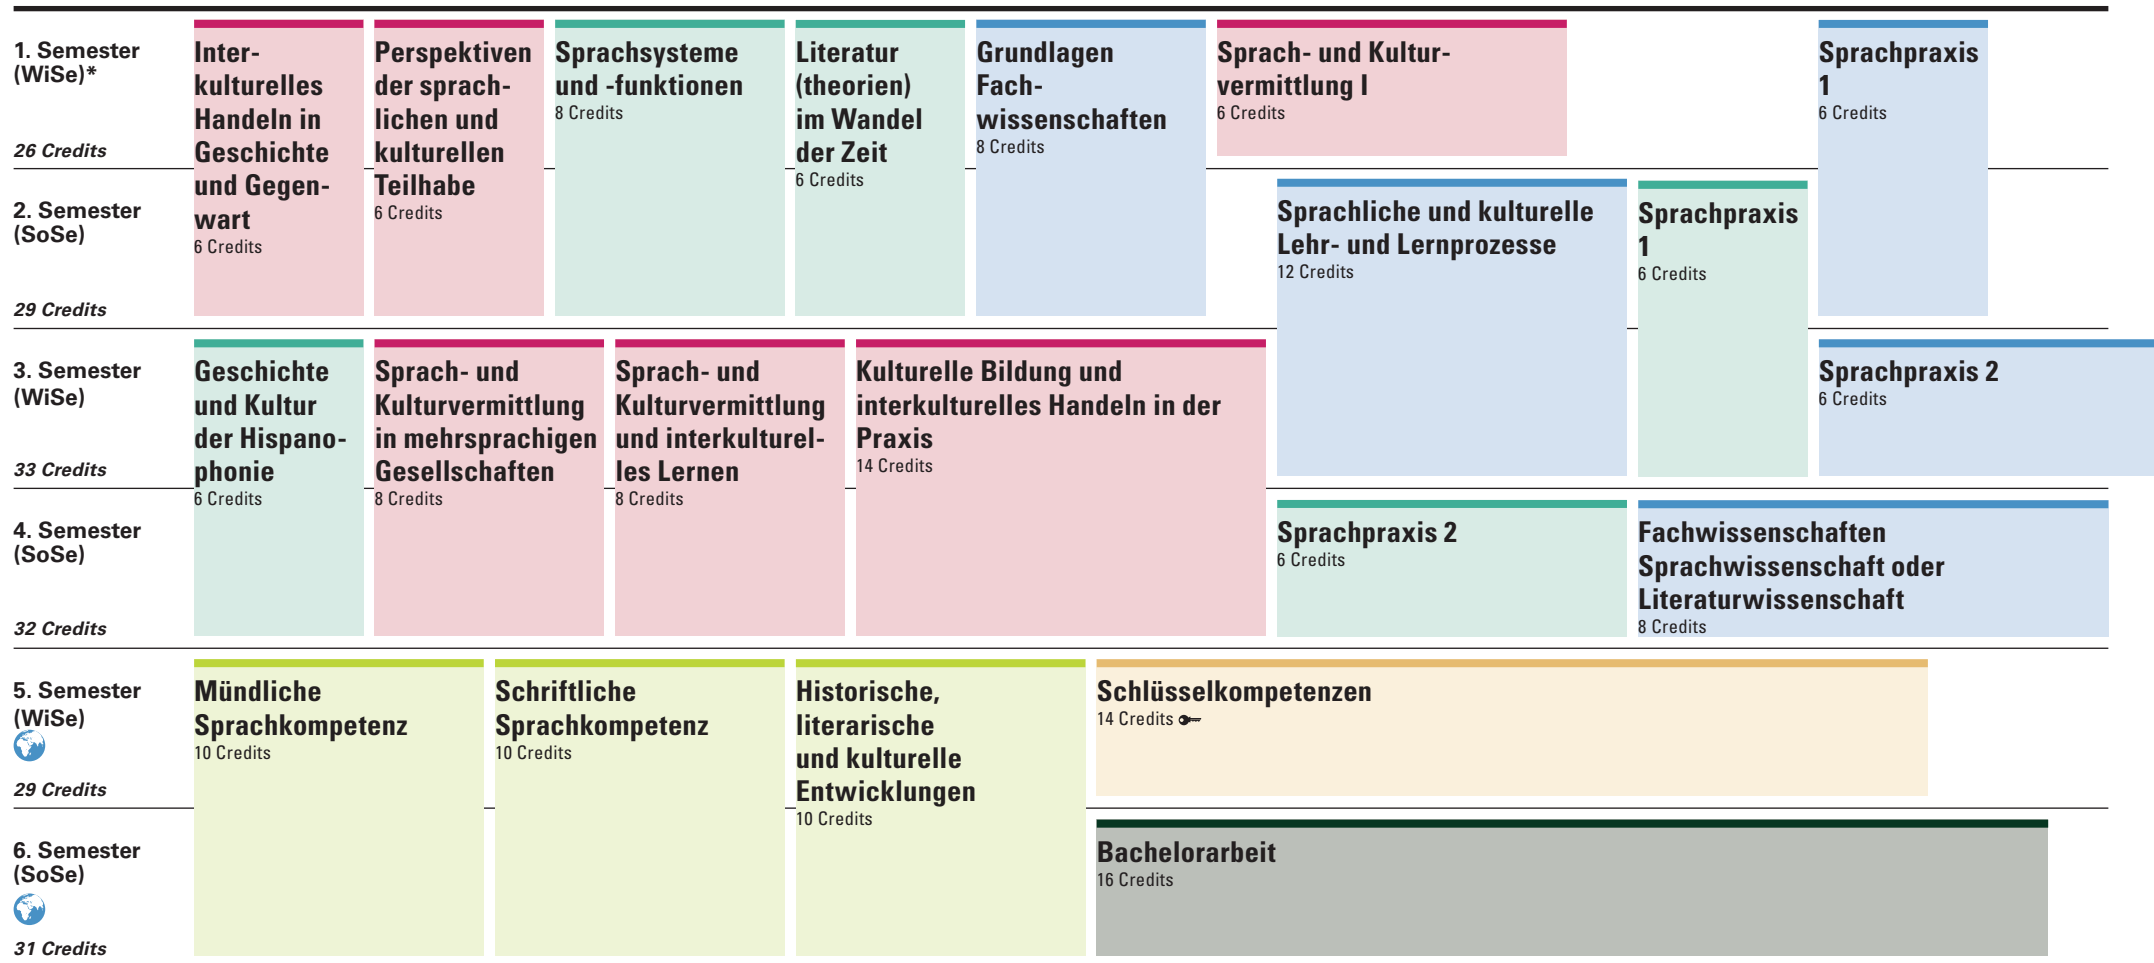 1. Semester
(WiSe)*
26 Credits
Inter-
kulturelles
Handeln in
Geschichte
und Gegen-
wart
6 Credits
Perspektiven
der sprach-
lichen und
kulturellen
Teilhabe
6 Credits
Sprachsysteme
und -funktionen
8 Credits
Literatur
(theorien)
im Wandel
der Zeit
6 Credits
Grundlagen
Fach-
wissenschaften
8 Credits
Sprach- und Kultur-
vermittlung I
6 Credits
Sprachpraxis
1
6 Credits
2. Semester
(SoSe)
29 Credits
Sprachliche und kulturelle
Lehr- und Lernprozesse
12 Credits
Sprachpraxis
1
6 Credits
3. Semester
(WiSe)
33 Credits
Geschichte
und Kultur
der Hispano-
phonie
6 Credits
Sprach- und
Kulturvermittlung
in mehrsprachigen
Gesellschaften
8 Credits
Sprach- und
Kulturvermittlung
und interkulturel-
les Lernen
8 Credits
Kulturelle Bildung und
interkulturelles Handeln in der
Praxis
14 Credits
Sprachpraxis 2
6 Credits
4. Semester
(SoSe)
32 Credits
Sprachpraxis 2
6 Credits
Fachwissenschaften
Sprachwissenschaft oder
Literaturwissenschaft
8 Credits
5. Semester
(WiSe)
29 Credits
Mündliche
Sprachkompetenz
10 Credits
Schriftliche
Sprachkompetenz
10 Credits
Historische,
literarische
und kulturelle
Entwicklungen
10 Credits
Schlüsselkompetenzen
14 Credits
6. Semester
(SoSe)
31 Credits
Bachelorarbeit
16 Credits